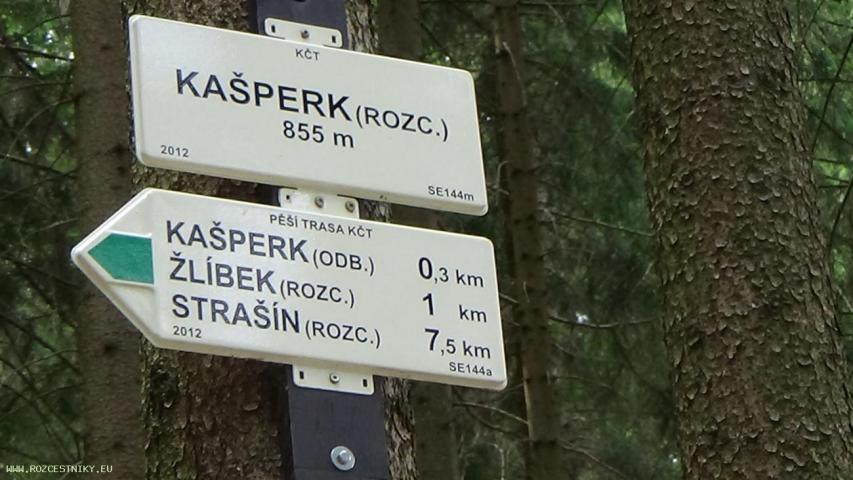 KČT
KAŠPERK (ROZC.)
855 m
2012
SE144m
PĚŠÍ TRASA KČT
KAŠPERK (ODB.) 0,3 km
ŽLÍBEK (ROZC.) 1 km
STRAŠÍN (ROZC.) 7,5 km
2012
SE144a
WWW.ROZCESTNIKY.EU